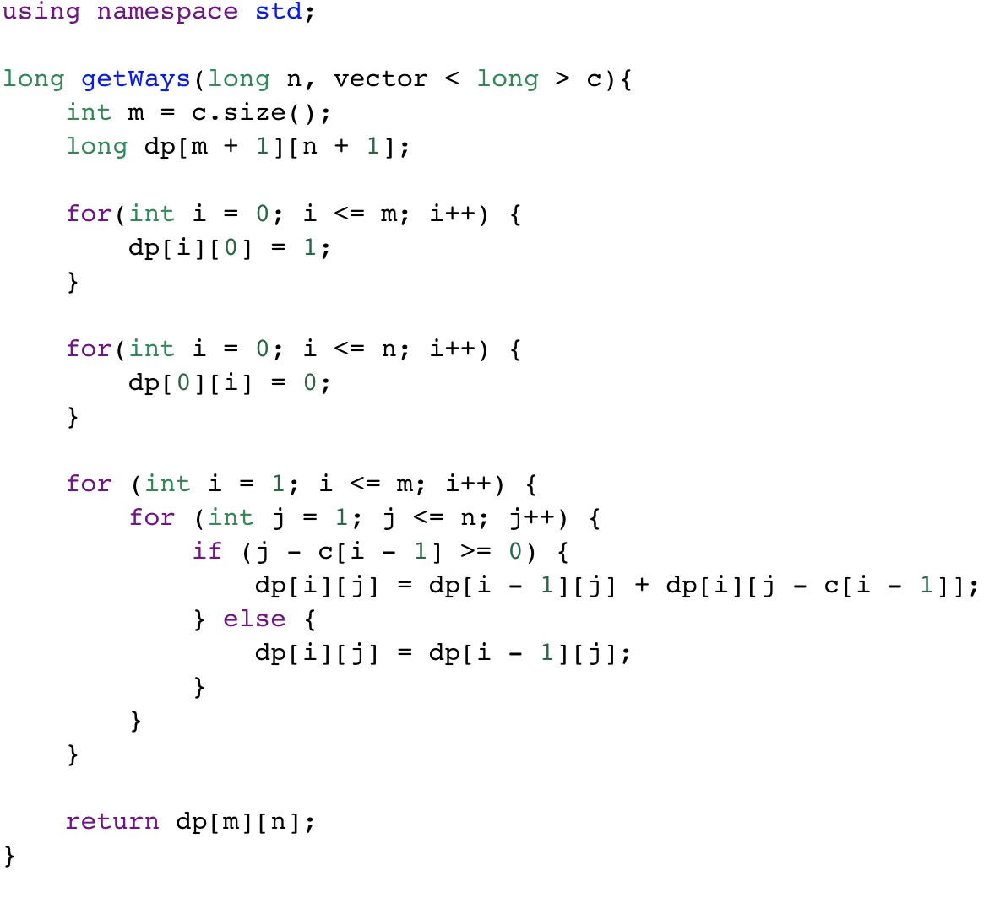 using namespace std;

long getWays(long n, vector < long > c){
    int m = c.size();
    long dp[m + 1][n + 1];

    for(int i = 0; i <= m; i++) {
        dp[i][0] = 1;
    }

    for(int i = 0; i <= n; i++) {
        dp[0][i] = 0;
    }

    for (int i = 1; i <= m; i++) {
        for (int j = 1; j <= n; j++) {
            if (j - c[i - 1] >= 0) {
                dp[i][j] = dp[i - 1][j] + dp[i][j - c[i - 1]];
            } else {
                dp[i][j] = dp[i - 1][j];
            }
        }
    }

    return dp[m][n];
}